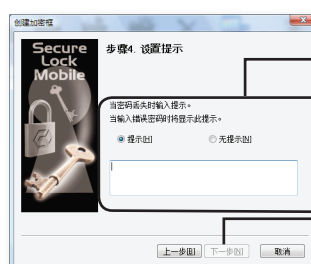 创建加密框
Secure
Lock
Mobile
步骤4. 设置提示
当密码丢失时输入提示。
当输入错误密码时将显示此提示。
提示[H]
无提示[N]
上一步[B]
下一步[N]
取消